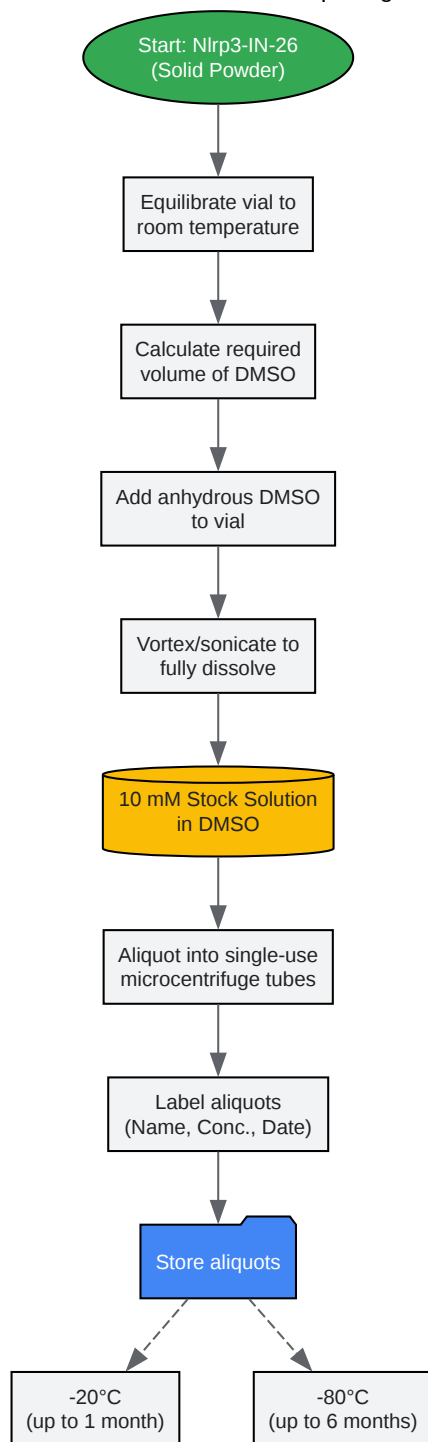 Start: Nlrp3-IN-26
(Solid Powder)
Equilibrate vial to
room temperature
Calculate required
volume of DMSO
Add anhydrous DMSO
to vial
Vortex/sonicate to
fully dissolve
10 mM Stock Solution
in DMSO
Aliquot into single-use
microcentrifuge tubes
Label aliquots
(Name, Conc., Date)
Store aliquots
-20°C
(up to 1 month)
-80°C
(up to 6 months)